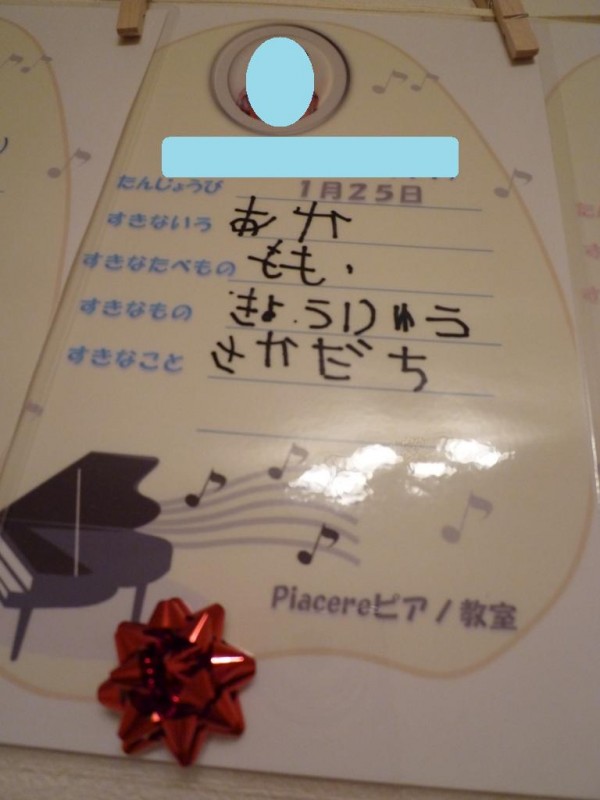 たんじょうび 1月25日
すきないろ あか
すきなたべもの もも、
すきなもの きょうりゅう
すきなこと さかだち
Piacereピアノ教室